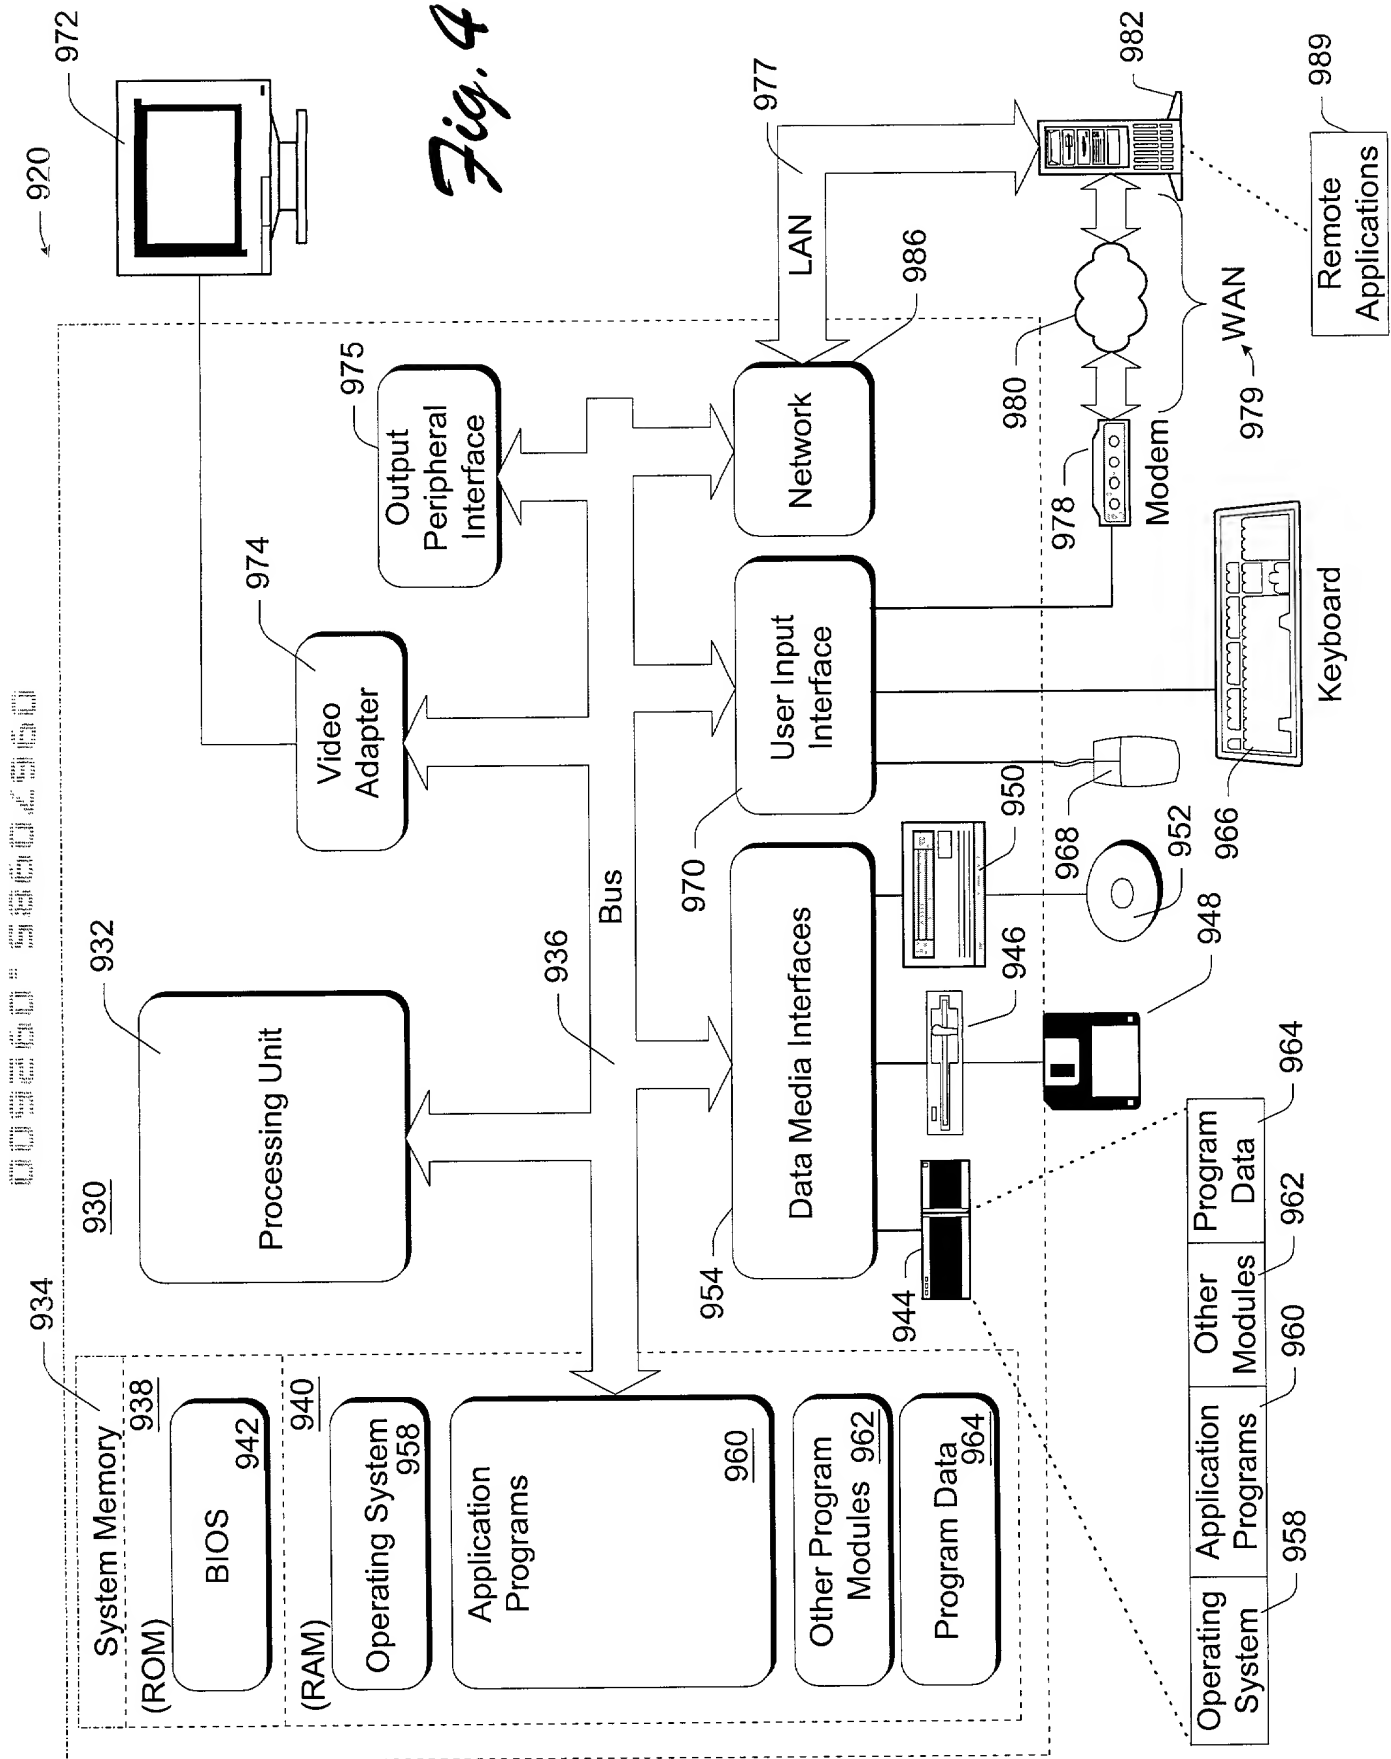 Fig. 4
920
972
934
System Memory
(ROM) 938
BIOS
942
(RAM) 940
Operating System
958
Application
Programs
960
Other Program
Modules 962
Program Data
964
930
932
Processing Unit
974
Video
Adapter
975
Output
Peripheral
Interface
936
Bus
954
Data Media Interfaces
970
User Input
Interface
Network
986
LAN
977
944
946
950
948
952
968
966
Keyboard
978
Modem
980
979
WAN
982
Remote
Applications
989
Operating
System
958
Application
Programs
960
Other
Modules
962
Program
Data
964